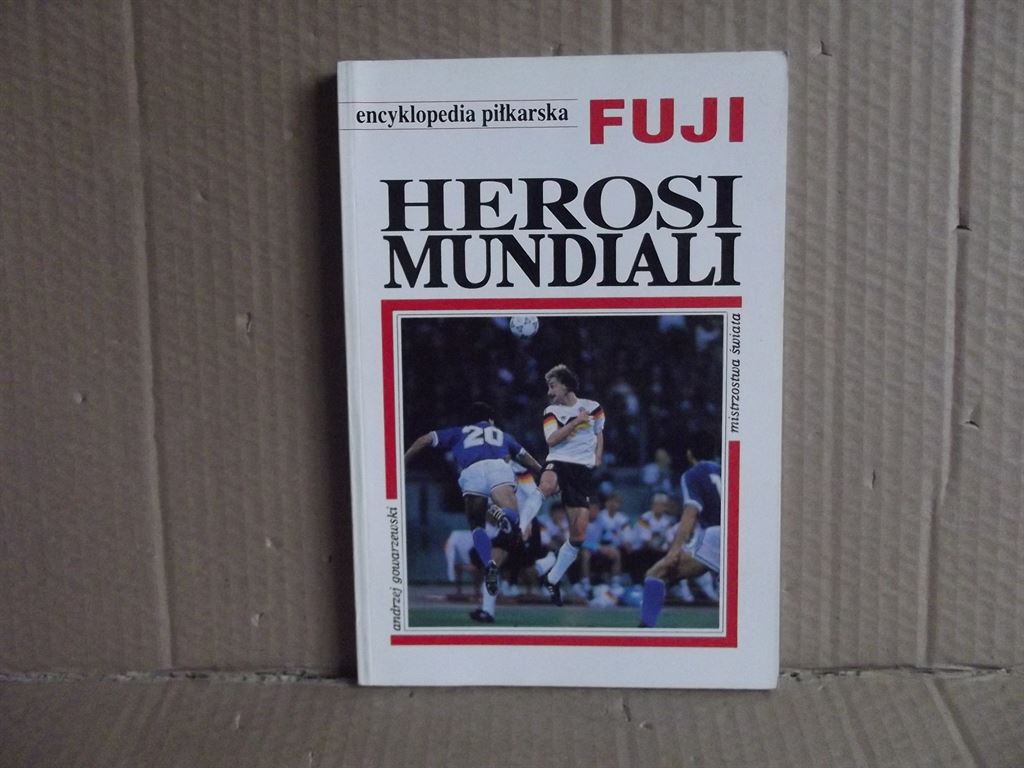 encyklopedia piłkarska FUJI
HEROSI
MUNDIALI
mistrzostwa świata
20
andrzej gowarzewski